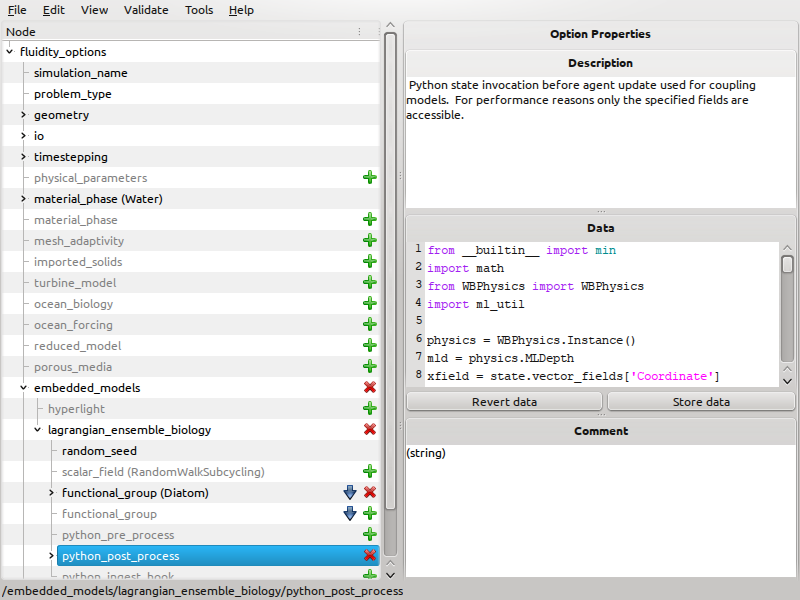 File Edit View Validate Tools Help
Node
fluidity_options
simulation_name
problem_type
geometry
io
timestepping
physical_parameters
material_phase (Water)
material_phase
mesh_adaptivity
imported_solids
turbine_model
ocean_biology
ocean_forcing
reduced_model
porous_media
embedded_models
hyperlight
lagrangian_ensemble_biology
random_seed
scalar_field (RandomWalkSubcycling)
functional_group (Diatom)
functional_group
python_pre_process
python_post_process
python_ingest_hook
/embedded_models/lagrangian_ensemble_biology/python_post_process
Option Properties
Description
Python state invocation before agent update used for coupling
models. For performance reasons only the specified fields are
accessible.
Data
1 from __builtin__ import min
2 import math
3 from WBPhysics import WBPhysics
4 import ml_util
5
6 physics = WBPhysics.Instance()
7 mld = physics.MLDepth
8 xfield = state.vector_fields['Coordinate']
Revert data Store data
Comment
(string)